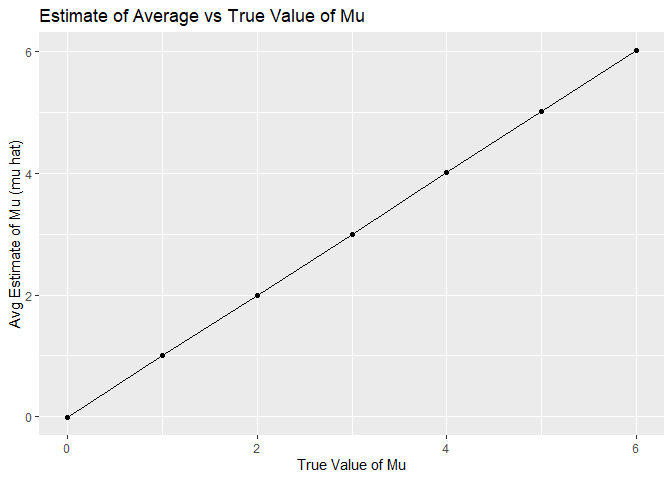 Estimate of Average vs True Value of Mu
Avg Estimate of Mu (mu hat)
6
4
2
0
0 2 4 6
True Value of Mu